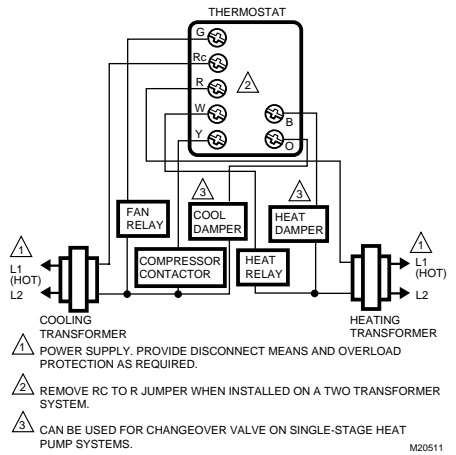 THERMOSTAT
G
Rc
R
2
W
B
Y
O
3
3
FAN
RELAY
COOL
DAMPER
HEAT
DAMPER
1
L1
(HOT)
L2
COMPRESSOR
CONTACTOR
HEAT
RELAY
1
L1
(HOT)
L2
COOLING
TRANSFORMER
HEATING
TRANSFORMER
1 POWER SUPPLY. PROVIDE DISCONNECT MEANS AND OVERLOAD
PROTECTION AS REQUIRED.
2 REMOVE RC TO R JUMPER WHEN INSTALLED ON A TWO TRANSFORMER
SYSTEM.
3 CAN BE USED FOR CHANGEOVER VALVE ON SINGLE-STAGE HEAT
PUMP SYSTEMS.
M20511